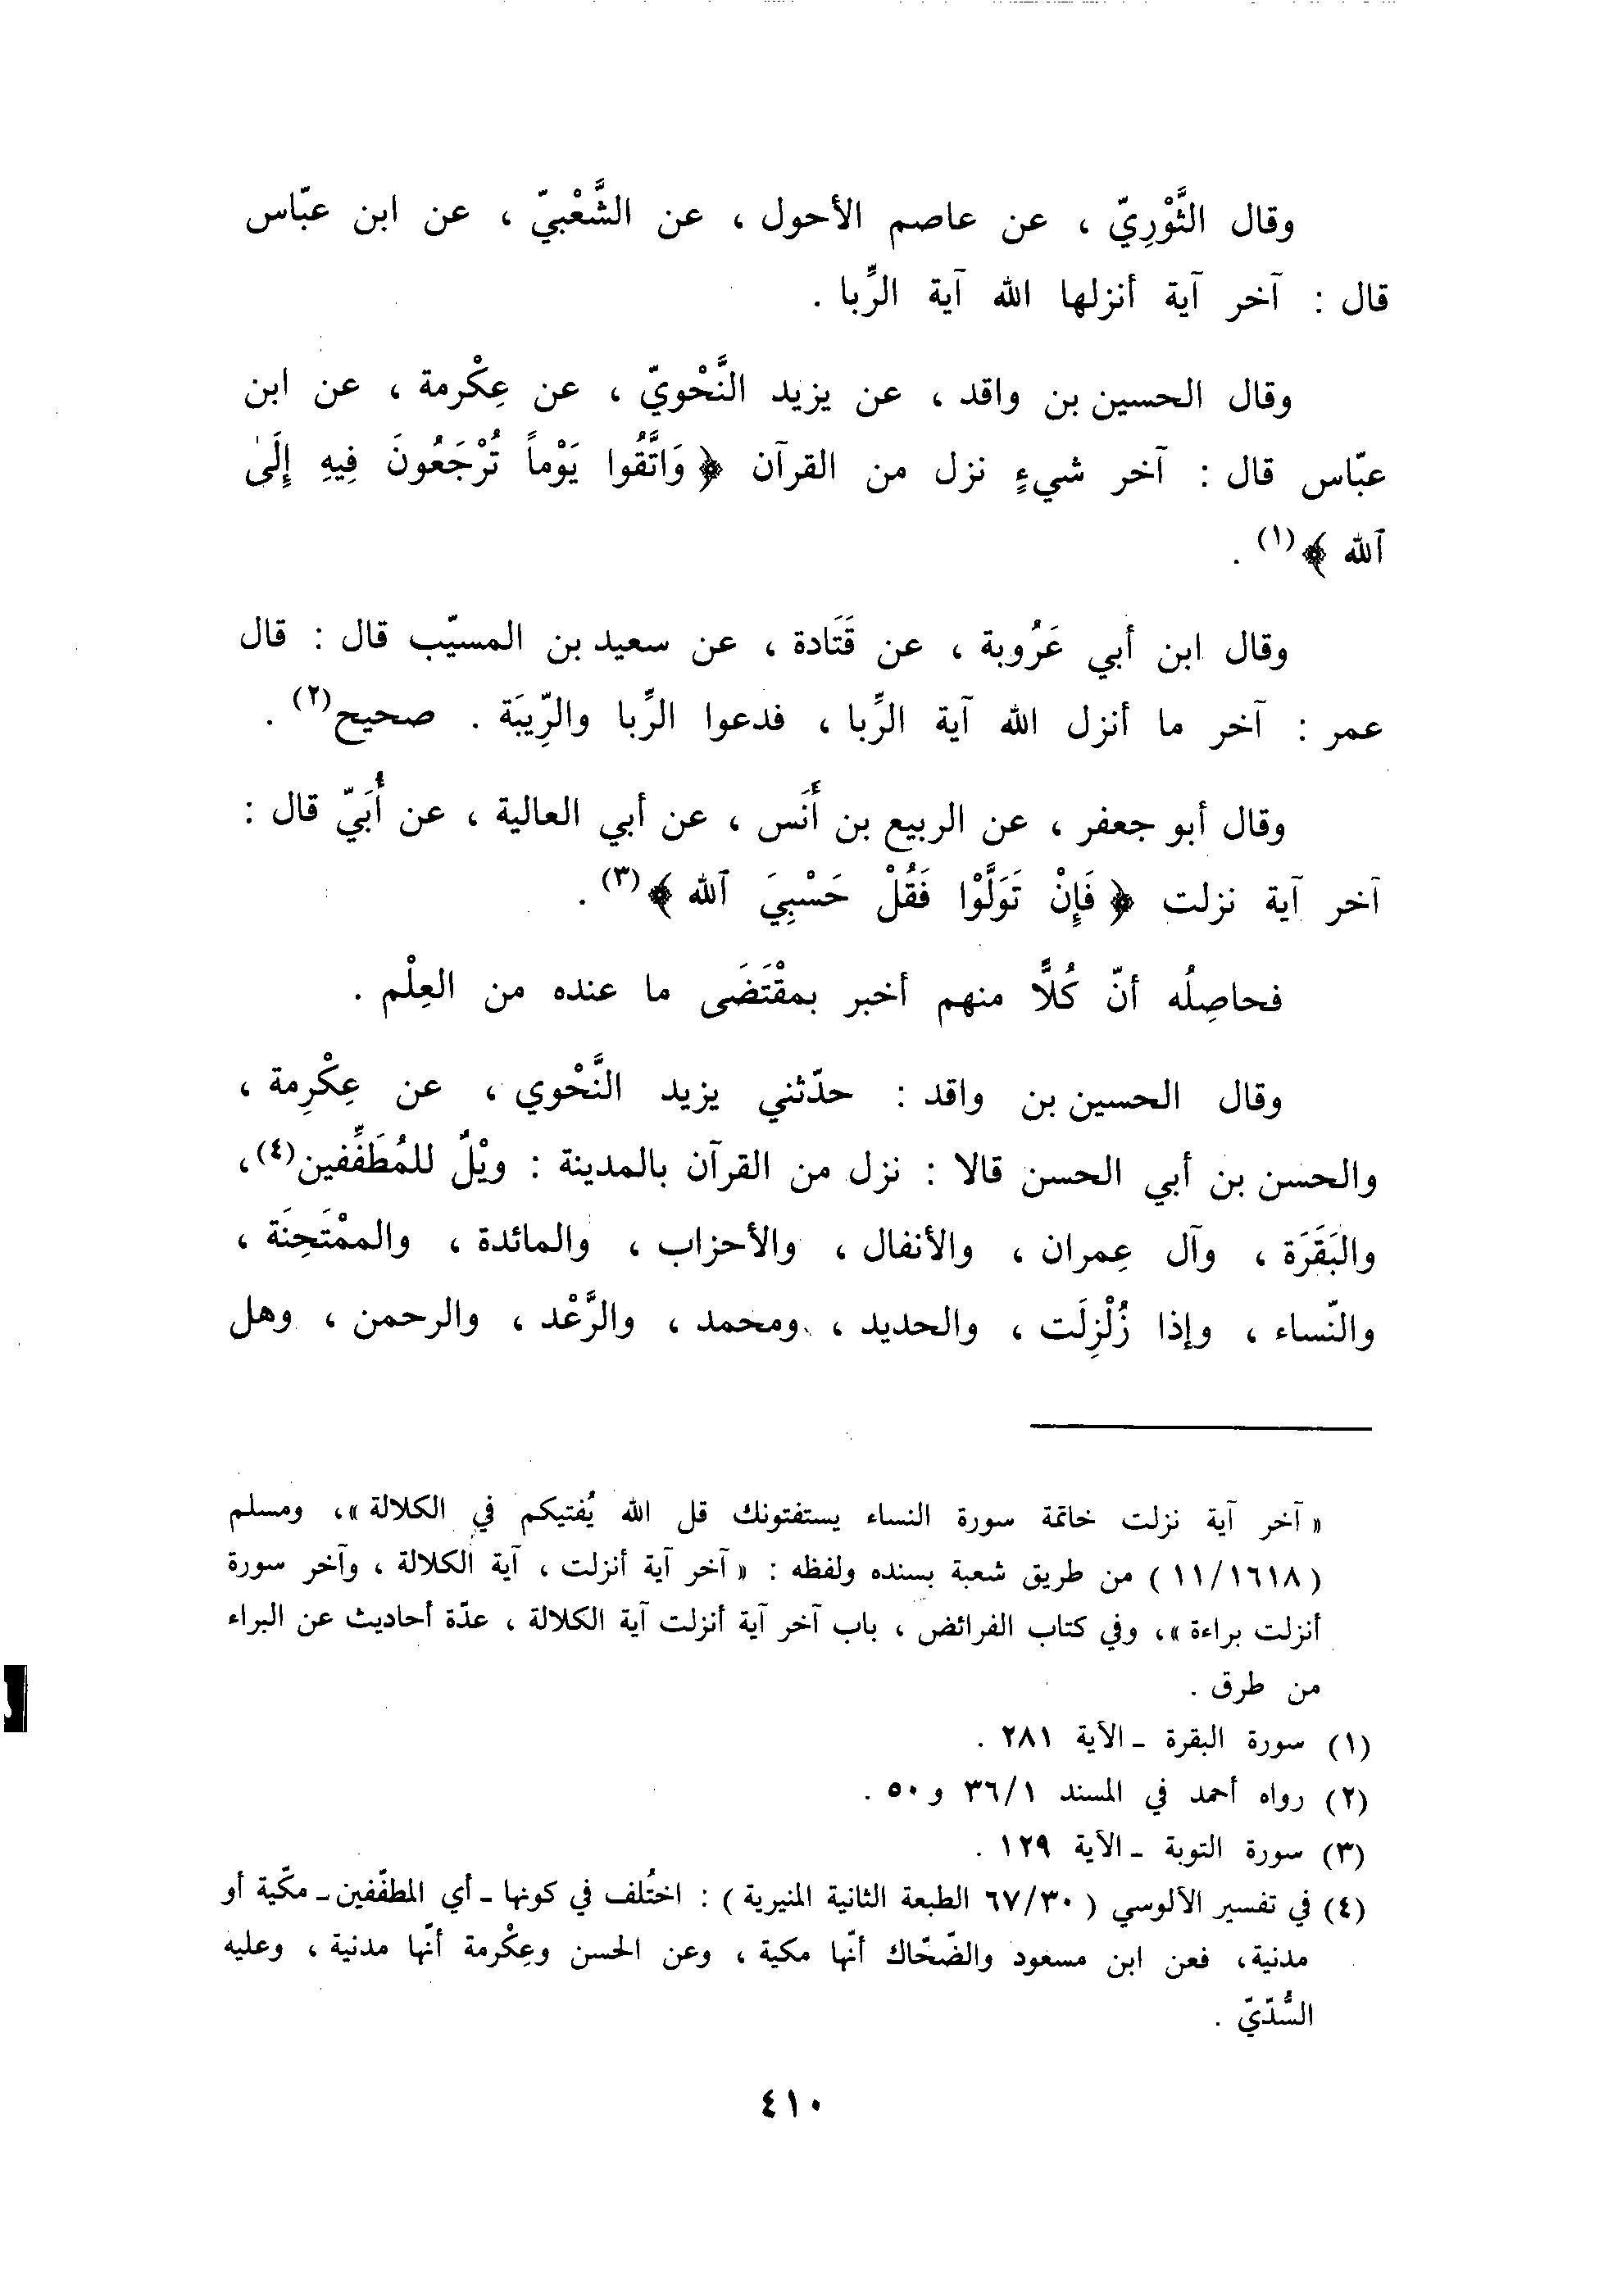 وقال الثَّوْرِيّ ، عن عاصم الأحول ، عن الشَّعْبيّ ، عن ابن عبّاس
قال : آخر آية أنزلها الله آية الرِّبا .
وقال الحسين بن واقد ، عن يزيد النَّحْويّ ، عن عِكْرمة ، عن ابن
عبّاس قال : آخر شيءٍ نزل من القرآن ﴿ وَاتَّقُوا يَوْماً تُرْجَعُونَ فِيهِ إِلَىٰ
ٱلله ﴾(١) .
وقال ابن أبي عَرُوبة ، عن قَتَادة ، عن سعيد بن المسيّب قال : قال
عمر : آخر ما أنزل الله آية الرِّبا ، فدعوا الرِّبا والرِّيبَة . صحيح(٢) .
وقال أبو جعفر ، عن الربيع بن أَنَس ، عن أبي العالية ، عن أُبَيّ قال :
آخر آية نزلت ﴿ فَإِنْ تَوَلَّوْا فَقُلْ حَسْبِيَ ٱلله ﴾(٣) .
فحاصِلُه أنّ كُلًّا منهم أخبر بمقْتَضَى ما عنده من العِلْم .
وقال الحسين بن واقد : حدّثني يزيد النَّحْوي ، عن عِكْرِمة ،
والحسن بن أبي الحسن قالا : نزل من القرآن بالمدينة : ويْلٌ للمُطَفِّفين(٤)،
والبَقَرَة ، وآل عِمران ، والأنفال ، والأحزاب ، والمائدة ، والممْتَحِنَة ،
والنّساء ، وإذا زُلْزِلَت ، والحديد ، ومحمد ، والرَّعْد ، والرحمن ، وهل
« آخر آية نزلت خاتمة سورة النساء يستفتونك قل الله يُفتيكم في الكلالة »، ومسلم
( ١١/١٦١٨ ) من طريق شعبة بسنده ولفظه : « آخر آية أنزلت ، آية الكلالة ، وآخر سورة
أنزلت براءة »، وفي كتاب الفرائض ، باب آخر آية أنزلت آية الكلالة ، عدّة أحاديث عن البراء
من طرق .
(١) سورة البقرة ـ الآية ٢٨١ .
(٢) رواه أحمد في المسند ٣٦/١ و ٥٠ .
(٣) سورة التوبة ـ الآية ١٢٩ .
(٤) في تفسير الآلوسي ( ٦٧/٣٠ الطبعة الثانية المنيرية ) : اختُلف في كونها ـ أي المطفّفين ـ مكّية أو
مدنية، فعن ابن مسعود والضّحّاك أنّها مكية ، وعن الحسن وعِكْرمة أنّها مدنية ، وعليه
السُّدّيّ .
٤١٠